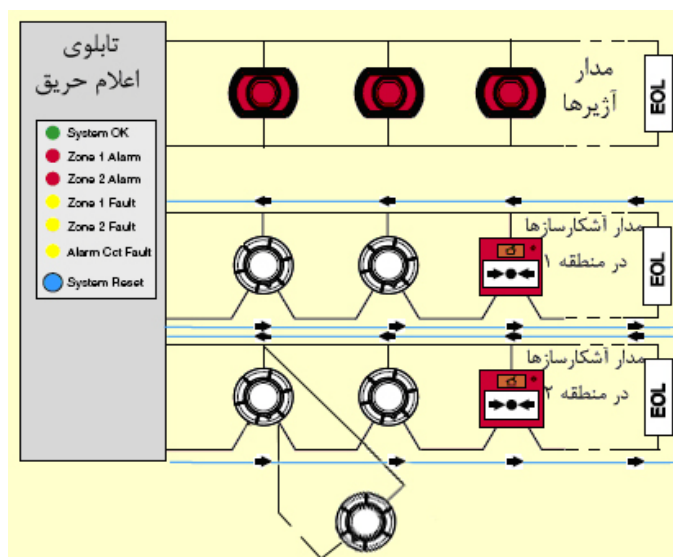 تابلوی
اعلام حریق
System OK
Zone 1 Alarm
Zone 2 Alarm
Zone 1 Fault
Zone 2 Fault
Alarm Cct Fault
System Reset
مدار
آژیرها
EOL
مدار آشکارسازها
در منطقه ۱
EOL
مدار آشکارسازها
در منطقه ۲
EOL